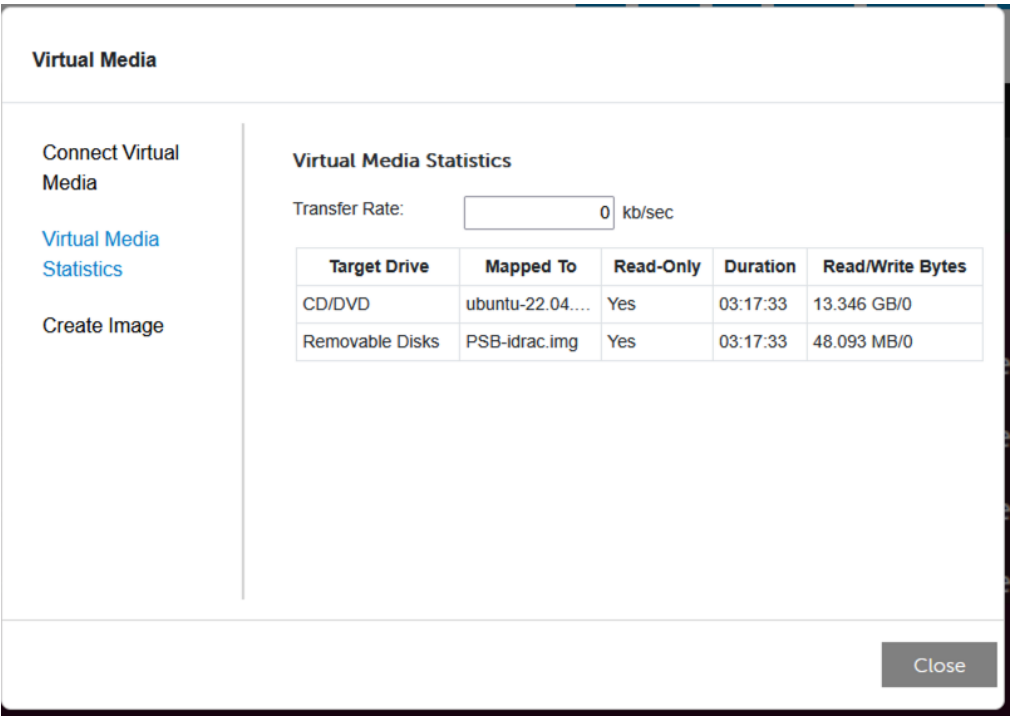 Virtual Media
Connect Virtual
Media
Virtual Media
Statistics
Create Image
Virtual Media Statistics
Transfer Rate: 0 kb/sec
Target Drive Mapped To Read-Only Duration Read/Write Bytes
CD/DVD ubuntu-22.04.... Yes 03:17:33 13.346 GB/0
Removable Disks PSB-idrac.img Yes 03:17:33 48.093 MB/0
Close